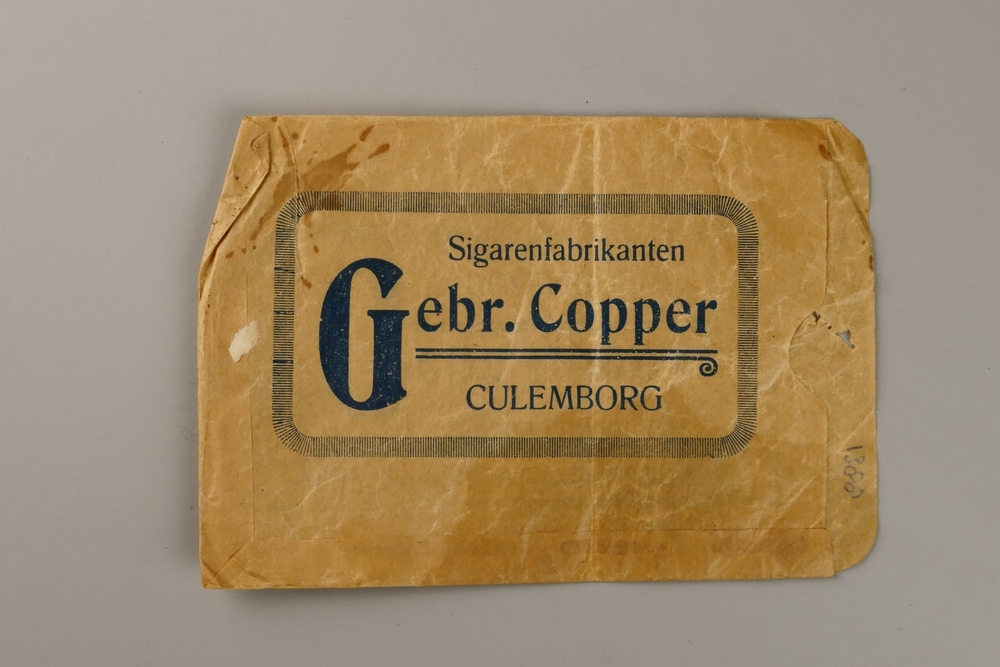 Sigarenfabrikanten
Gebr. Copper
CULEMBORG